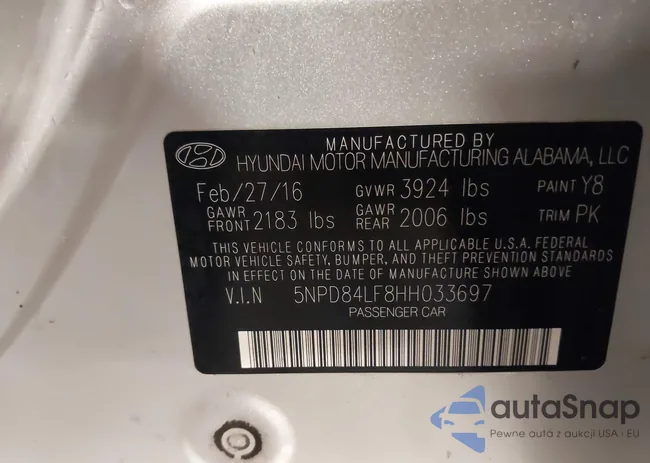 MANUFACTURED BY
HYUNDAI MOTOR MANUFACTURING ALABAMA, LLC
Feb/27/16 GVWR 3924 lbs PAINT Y8
GAWR FRONT 2183 lbs GAWR REAR 2006 lbs TRIM PK
THIS VEHICLE CONFORMS TO ALL APPLICABLE U.S.A. FEDERAL
MOTOR VEHICLE SAFETY, BUMPER, AND THEFT PREVENTION STANDARDS
IN EFFECT ON THE DATE OF MANUFACTURE SHOWN ABOVE
V.I.N 5NPD84LF8HH033697
PASSENGER CAR
autaSnap
Pewne auta z aukcji USA i EU